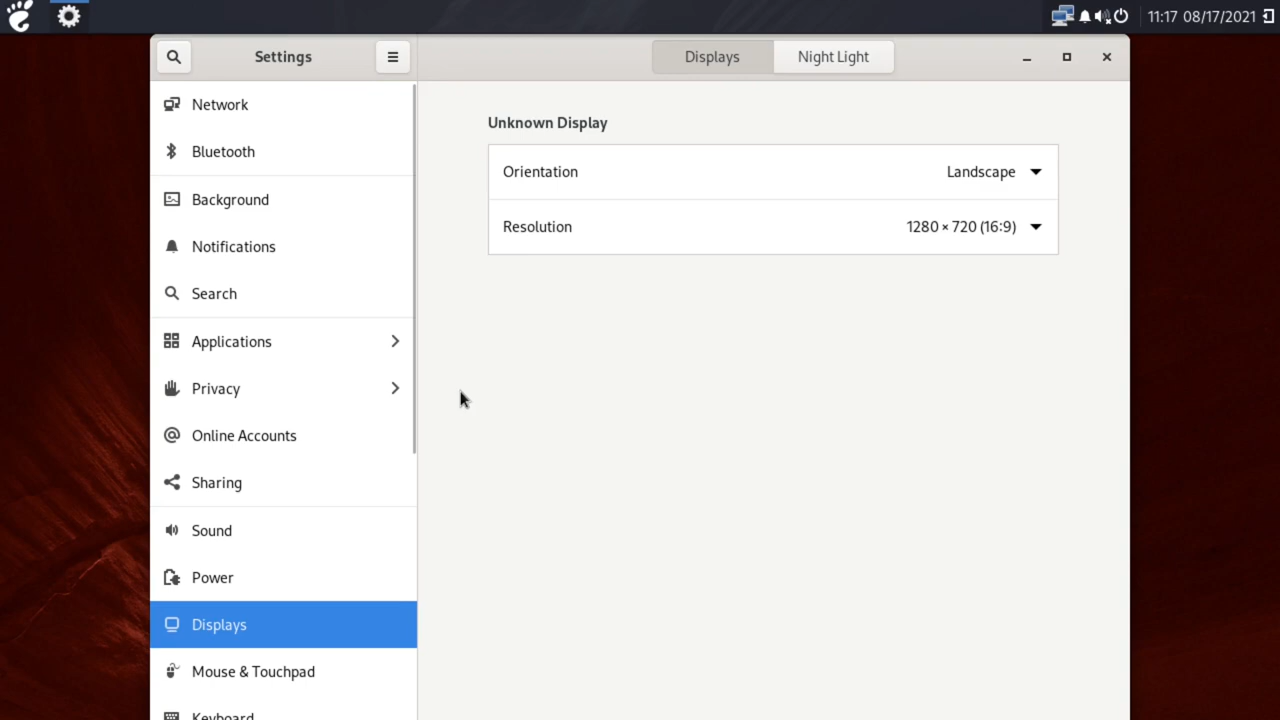 11:17 08/17/2021
Settings
Displays
Night Light
Network
Bluetooth
Background
Notifications
Search
Applications
Privacy
Online Accounts
Sharing
Sound
Power
Displays
Mouse & Touchpad
Keyboard
Unknown Display
Orientation Landscape
Resolution 1280 × 720 (16:9)